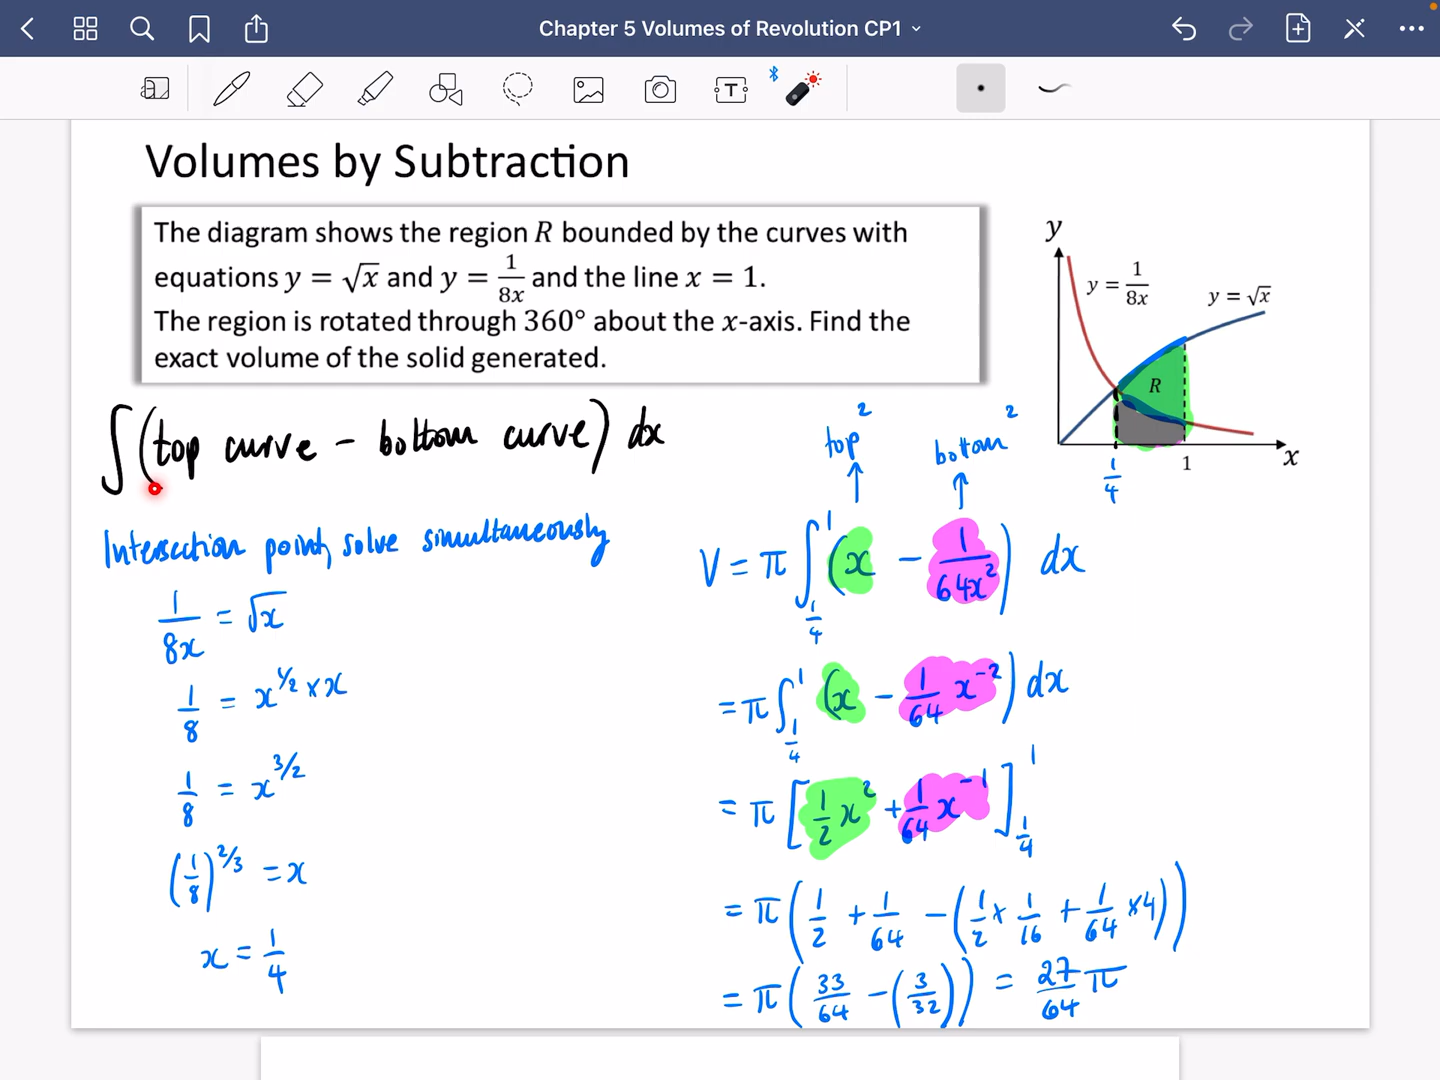 Chapter 5 Volumes of Revolution CP1
T
Volumes by Subtraction
The diagram shows the region R bounded by the curves with
equations y = √x and y = 1/8x and the line x = 1.
The region is rotated through 360° about the x-axis. Find the
exact volume of the solid generated.
y
y = 1/8x
y = √x
R
1/4
1
x
∫(top curve − bottom curve) dx
Intersection point, solve simultaneously
1/8x = √x
1/8 = x^1/2 × x
1/8 = x^3/2
(1/8)^2/3 = x
x = 1/4
top² bottom²
V = π ∫_1/4^1 (x − 1/64x²) dx
= π ∫_1/4^1 (x − 1/64 x^−2) dx
= π [1/2 x² + 1/64 x^−1]_1/4^1
= π (1/2 + 1/64 − (1/2 × 1/16 + 1/64 × 4))
= π (33/64 − (3/32)) = 27/64 π